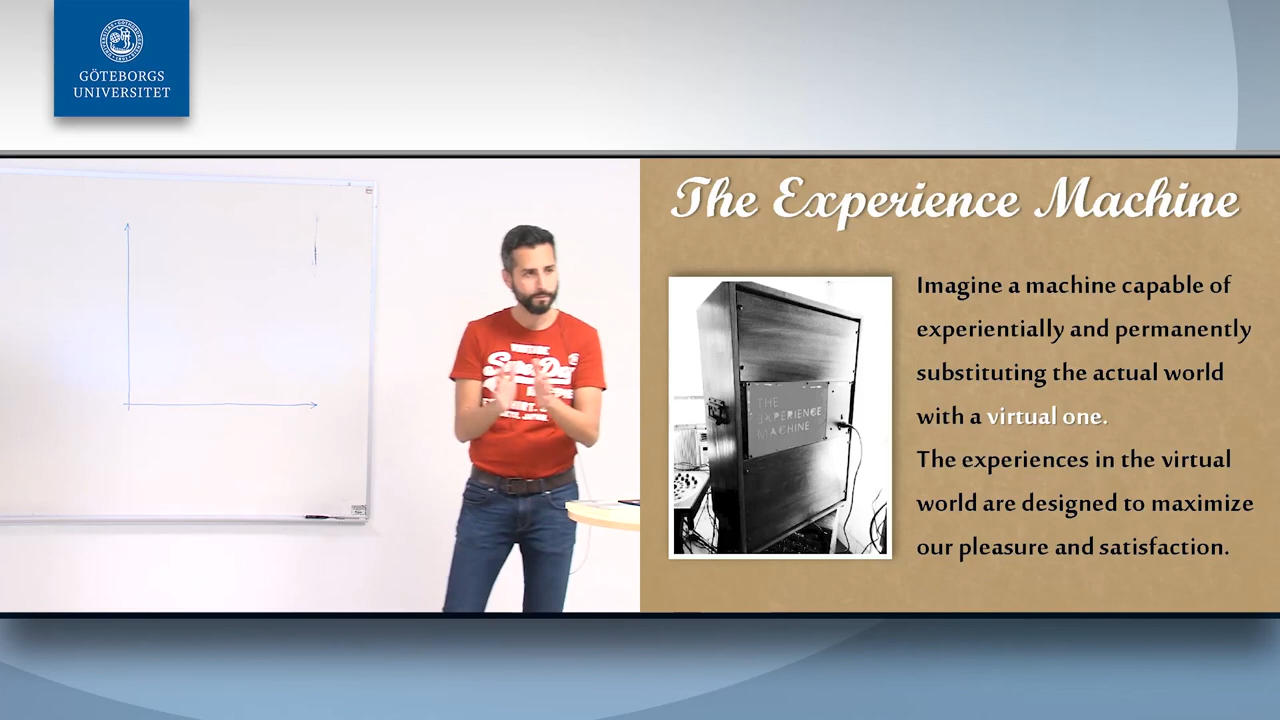 GÖTEBORGS
UNIVERSITET
The Experience Machine
THE
EXPERIENCE
MACHINE
Imagine a machine capable of
experientially and permanently
substituting the actual world
with a virtual one.
The experiences in the virtual
world are designed to maximize
our pleasure and satisfaction.